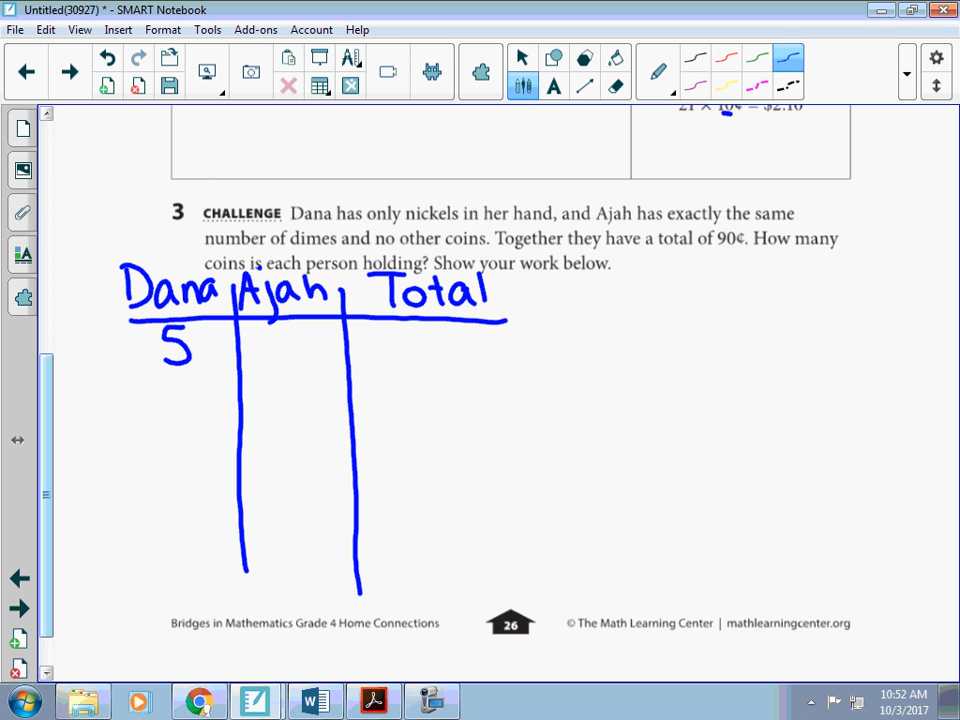 Untitled(30927) * - SMART Notebook
File Edit View Insert Format Tools Add-ons Account Help
21 × 10¢ = $2.10
3 CHALLENGE Dana has only nickels in her hand, and Ajah has exactly the same
number of dimes and no other coins. Together they have a total of 90¢. How many
coins is each person holding? Show your work below.
Dana Ajah Total
5
Bridges in Mathematics Grade 4 Home Connections 26 © The Math Learning Center | mathlearningcenter.org
10:52 AM
10/3/2017